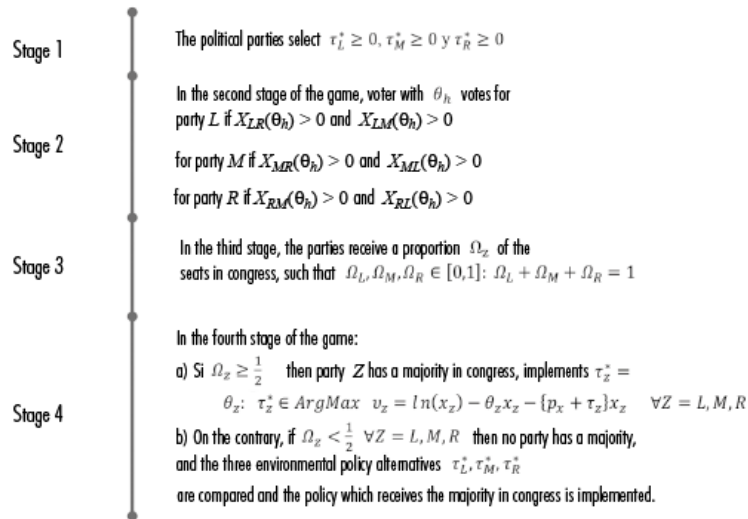 Stage 1
The political parties select τ*_L ≥ 0, τ*_M ≥ 0 y τ*_R ≥ 0
Stage 2
In the second stage of the game, voter with θ_h votes for
party L if X_LR(θ_h) > 0 and X_LM(θ_h) > 0
for party M if X_MR(θ_h) > 0 and X_ML(θ_h) > 0
for party R if X_RM(θ_h) > 0 and X_RL(θ_h) > 0
Stage 3
In the third stage, the parties receive a proportion Ω_z of the
seats in congress, such that Ω_L, Ω_M, Ω_R ∈ [0,1]: Ω_L + Ω_M + Ω_R = 1
Stage 4
In the fourth stage of the game:
a) Si Ω_z ≥ 1/2 then party Z has a majority in congress, implements τ*_z =
θ_z: τ*_z ∈ ArgMax v_z = ln(x_z) − θ_z x_z − {p_x + τ_z}x_z ∀Z = L, M, R
b) On the contrary, if Ω_z < 1/2 ∀Z = L, M, R then no party has a majority,
and the three environmental policy alternatives τ*_L, τ*_M, τ*_R
are compared and the policy which receives the majority in congress is implemented.